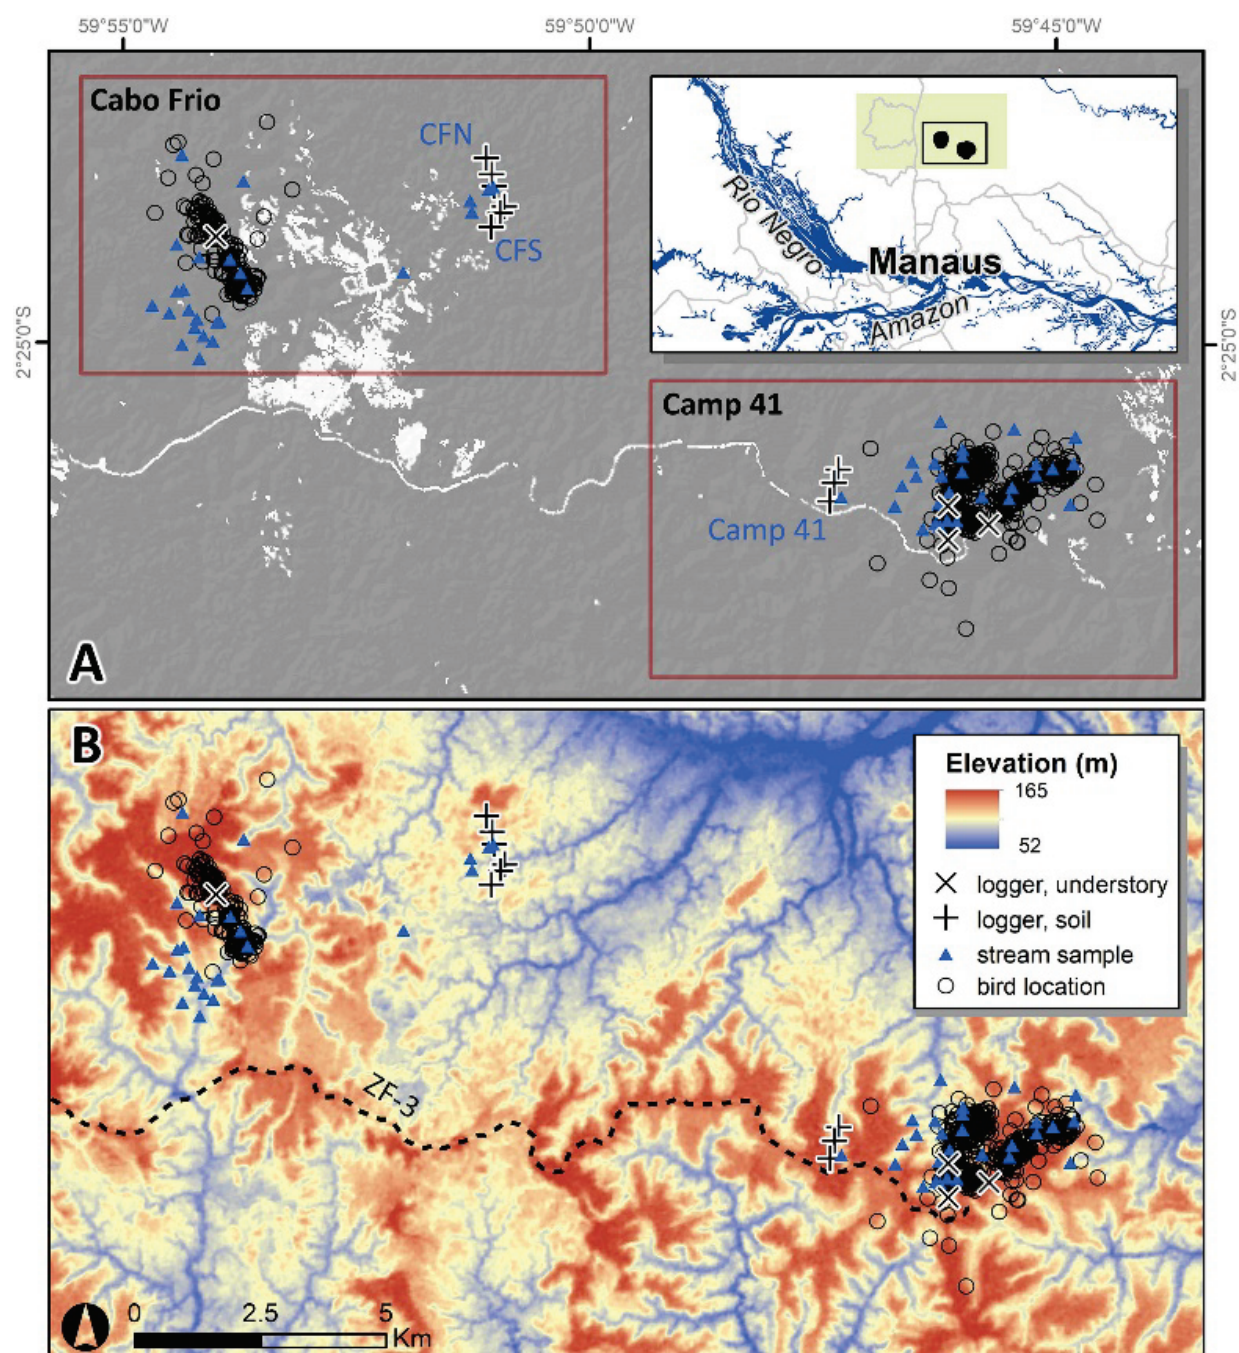 59°55'0"W
59°50'0"W
59°45'0"W
2°25'0"S
2°25'0"S
Cabo Frio
CFN
CFS
Rio Negro
Manaus
Amazon
Camp 41
Camp 41
A
B
Elevation (m)
165
52
logger, understory
logger, soil
stream sample
bird location
ZF-3
0
2.5
5
Km